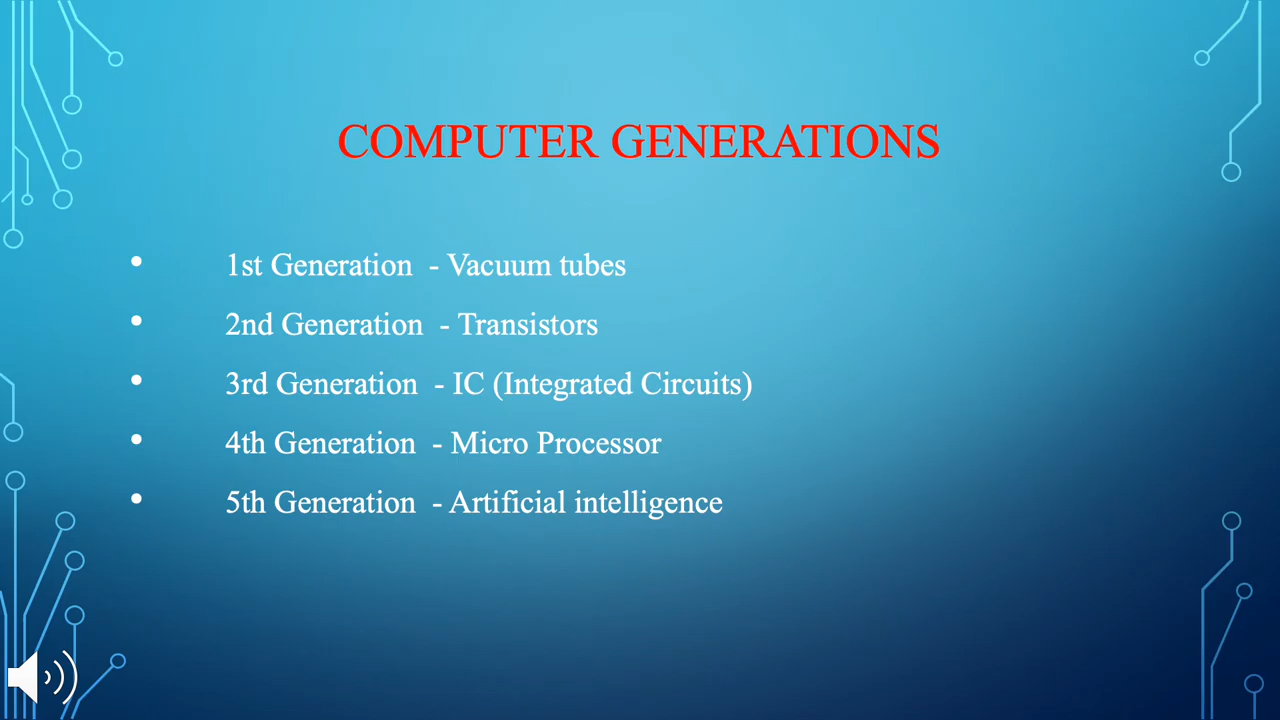 COMPUTER GENERATIONS
• 1st Generation - Vacuum tubes
• 2nd Generation - Transistors
• 3rd Generation - IC (Integrated Circuits)
• 4th Generation - Micro Processor
• 5th Generation - Artificial intelligence